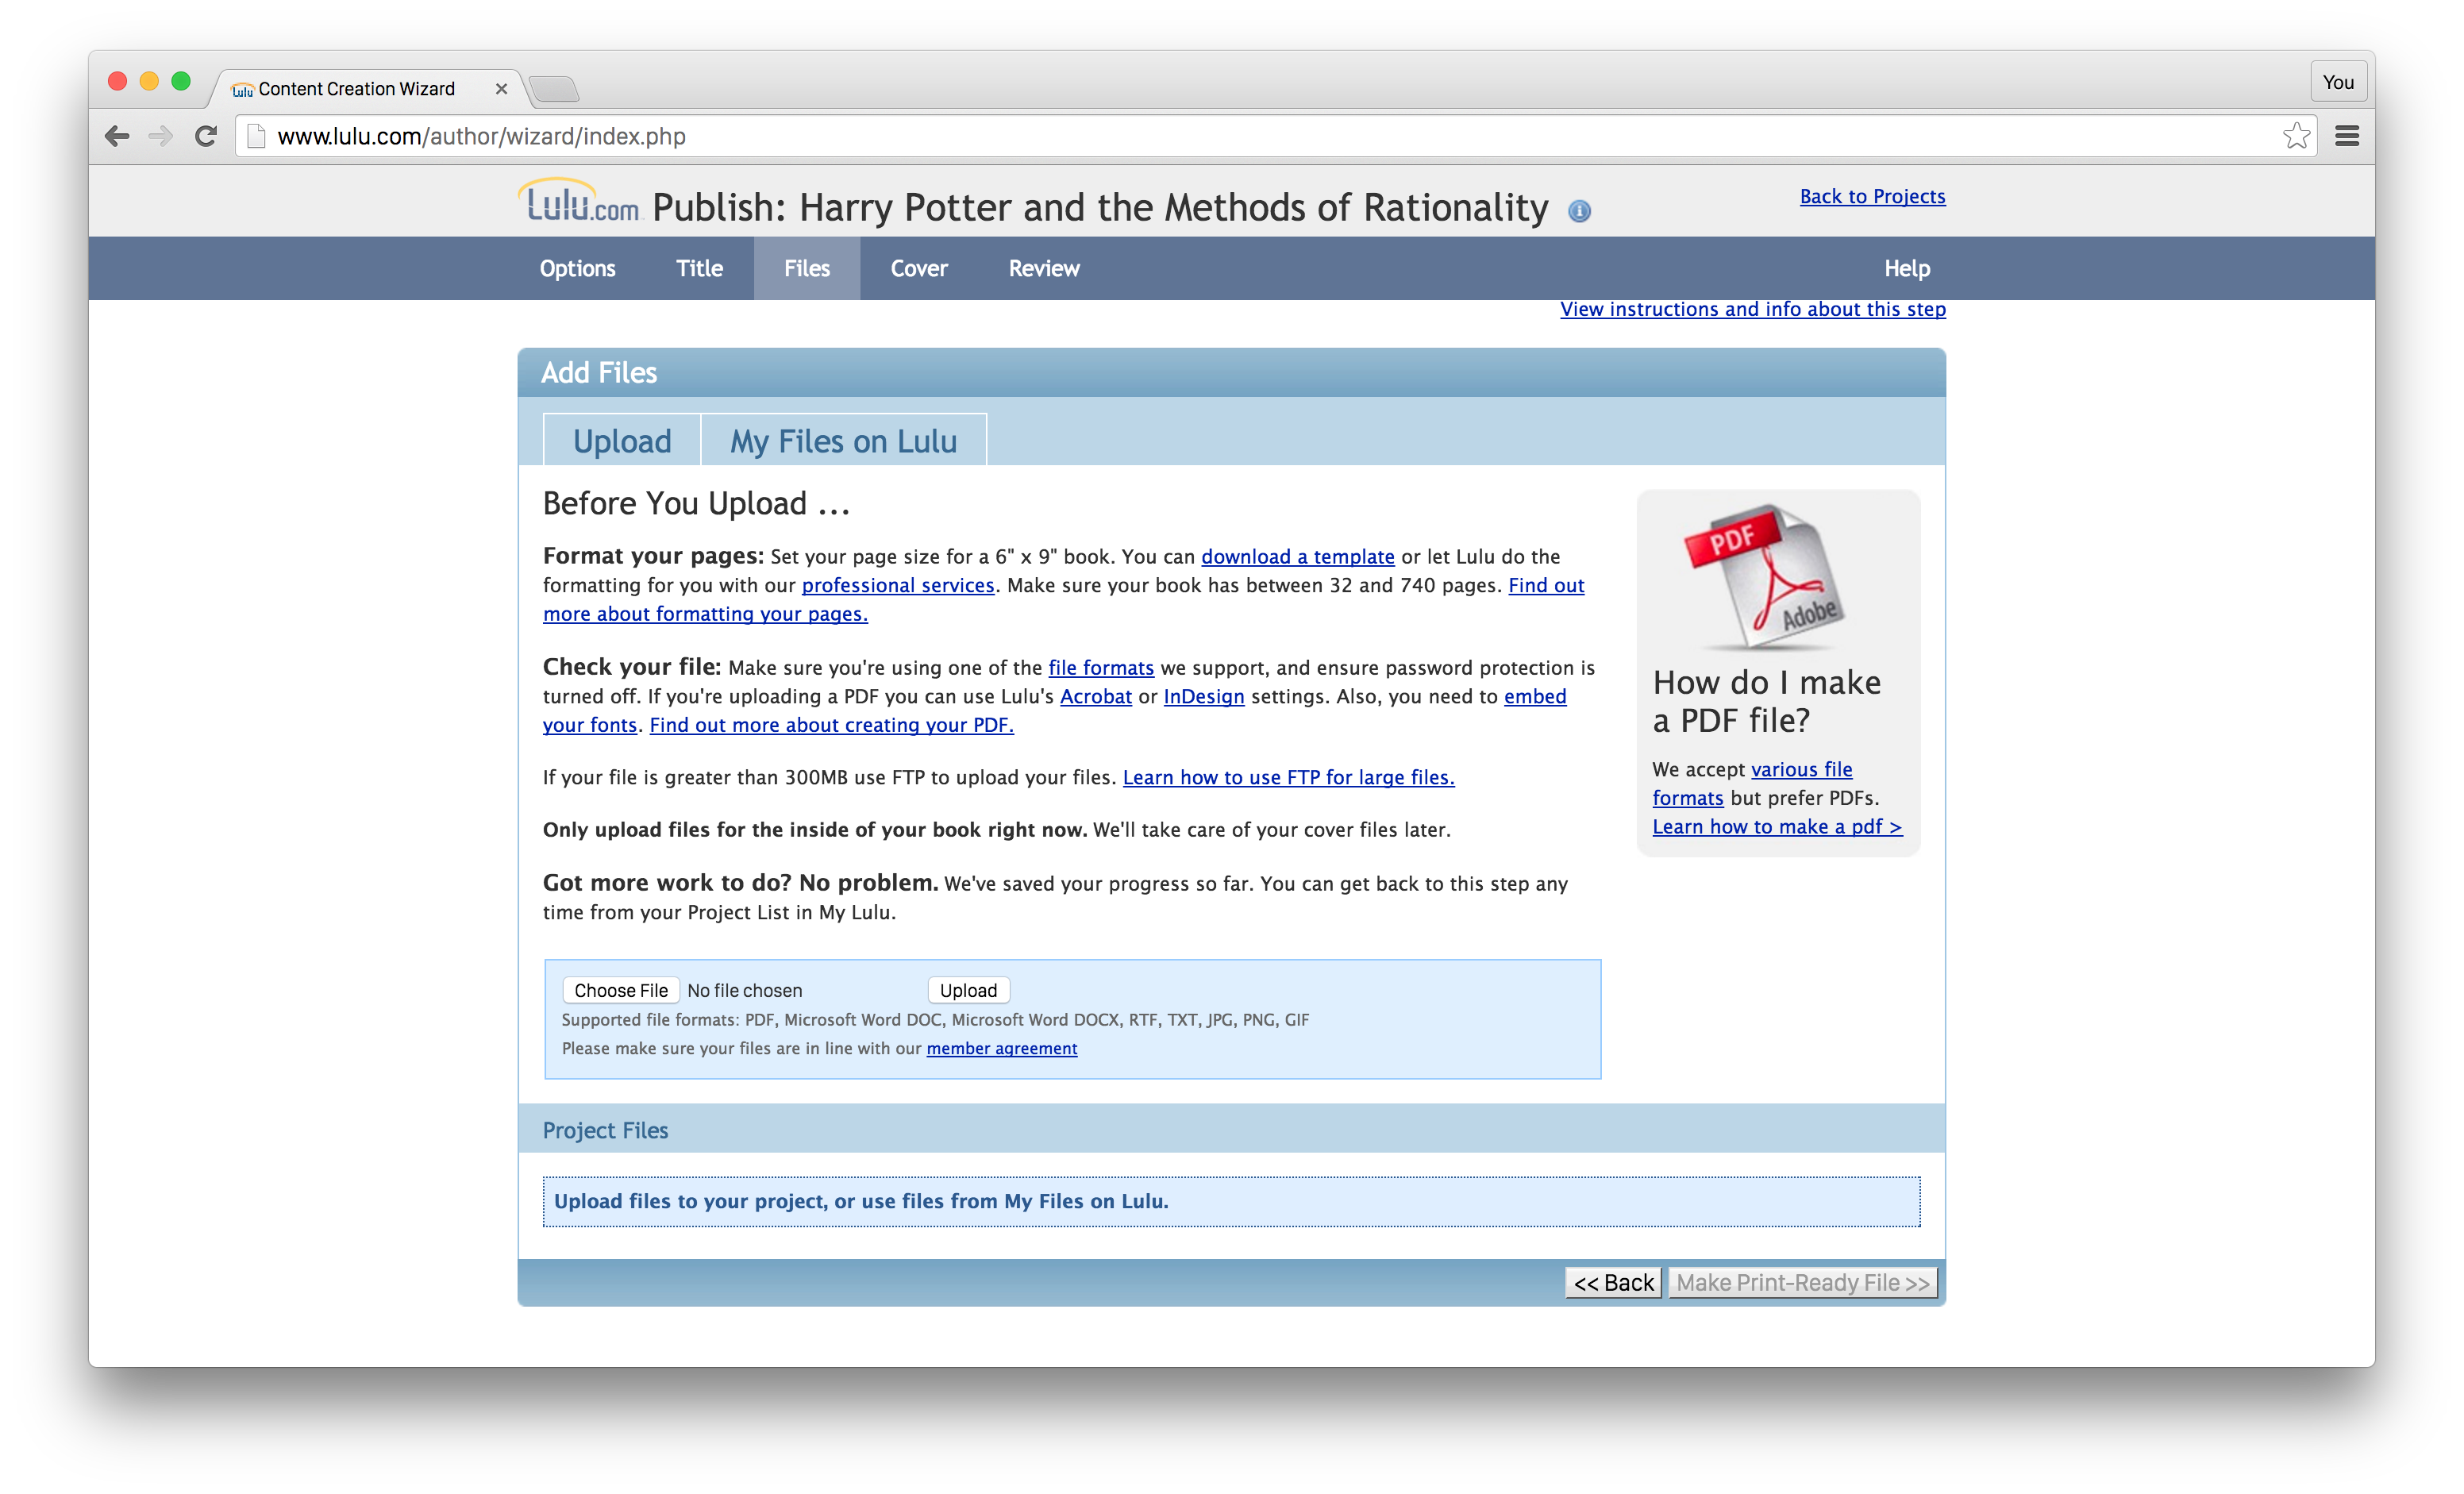 Lulu Content Creation Wizard
You
www.lulu.com/author/wizard/index.php
Lulu.com Publish: Harry Potter and the Methods of Rationality
Back to Projects
Options Title Files Cover Review Help
View instructions and info about this step
Add Files
Upload My Files on Lulu
Before You Upload ...
Format your pages: Set your page size for a 6" x 9" book. You can download a template or let Lulu do the
formatting for you with our professional services. Make sure your book has between 32 and 740 pages. Find out
more about formatting your pages.
Check your file: Make sure you're using one of the file formats we support, and ensure password protection is
turned off. If you're uploading a PDF you can use Lulu's Acrobat or InDesign settings. Also, you need to embed
your fonts. Find out more about creating your PDF.
If your file is greater than 300MB use FTP to upload your files. Learn how to use FTP for large files.
Only upload files for the inside of your book right now. We'll take care of your cover files later.
Got more work to do? No problem. We've saved your progress so far. You can get back to this step any
time from your Project List in My Lulu.
PDF
Adobe
How do I make
a PDF file?
We accept various file
formats but prefer PDFs.
Learn how to make a pdf >
Choose File No file chosen Upload
Supported file formats: PDF, Microsoft Word DOC, Microsoft Word DOCX, RTF, TXT, JPG, PNG, GIF
Please make sure your files are in line with our member agreement
Project Files
Upload files to your project, or use files from My Files on Lulu.
<< Back Make Print-Ready File >>